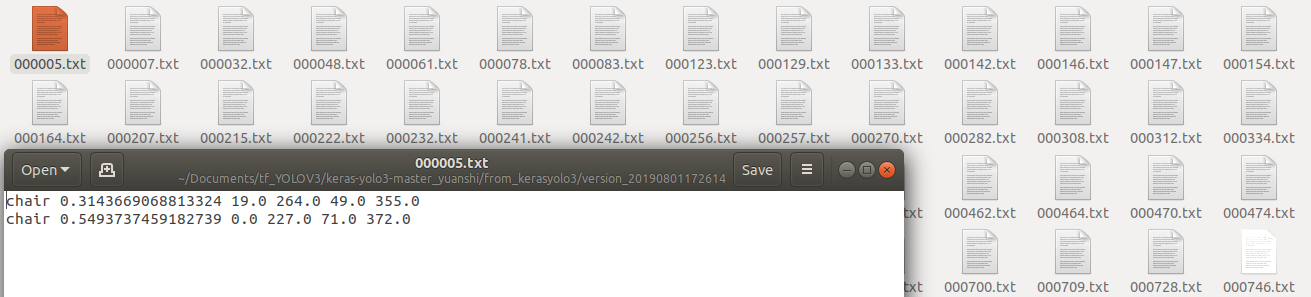 000005.txt 000007.txt 000032.txt 000048.txt 000061.txt 000078.txt 000083.txt 000123.txt 000129.txt 000133.txt 000142.txt 000146.txt 000147.txt 000154.txt
000164.txt 000207.txt 000215.txt 000222.txt 000232.txt 000241.txt 000242.txt 000256.txt 000257.txt 000270.txt 000282.txt 000308.txt 000312.txt 000334.txt
Open
000005.txt
~/Documents/tf_YOLOV3/keras-yolo3-master_yuanshi/from_kerasyolo3/version_20190801172614
Save
chair 0.3143669068813324 19.0 264.0 49.0 355.0
chair 0.5493737459182739 0.0 227.0 71.0 372.0
000462.txt 000464.txt 000470.txt 000474.txt
000700.txt 000709.txt 000728.txt 000746.txt